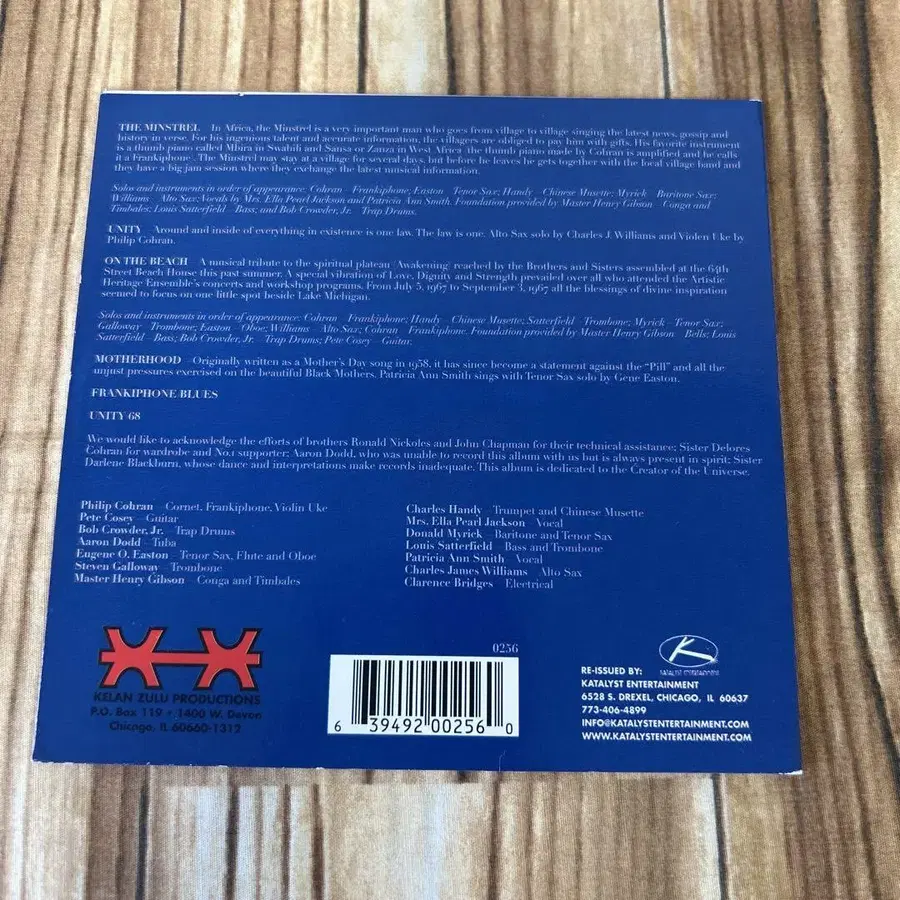 THE MINSTREL – In Africa, the Minstrel is a very important man who goes from village to village singing the latest news, gossip and
history in verse. For his ingenious talent and accurate information, the villagers are obliged to pay him with gifts. His favorite instrument
is a thumb piano called Mbira in Swahili and Sansa or Zanza in West Africa – the thumb piano made by Cohran is amplified and he calls
it a Frankiphone". The Minstrel may stay at a village for several days, but before he leaves he gets together with the local village band and
they have a big jam session where they exchange the latest musical information.
Solos and instruments in order of appearance, Cohran – Frankiphone; Easton – Tenor Sax; Handy – Chinese Musette; Myrick – Baritone Sax;
Williams – Alto Sax; Vocals by Mrs. Ella Pearl Jackson and Patricia Ann Smith. Foundation provided by Master Henry Gibson – Conga and
Timbales; Louis Satterfield – Bass; and Bob Crowder, Jr. – Trap Drums.
UNITY – Around and inside of everything in existence is one law. The law is one. Alto Sax solo by Charles J. Williams and Violen Uke by
Philip Cohran.
ON THE BEACH – A musical tribute to the spiritual plateau (Awakening) reached by the Brothers and Sisters assembled at the 64th
Street Beach House this past summer. A special vibration of Love, Dignity and Strength prevailed over all who attended the Artistic
Heritage Ensemble's concerts and workshop programs. From July 5, 1967 to September 3, 1967 all the blessings of divine inspiration
seemed to focus on one little spot beside Lake Michigan.
Solos and instruments in order of appearance: Cohran – Frankiphone; Handy – Chinese Musette; Satterfield – Trombone; Myrick – Tenor Sax;
Galloway – Trombone; Easton – Oboe; Williams – Alto Sax; Cohran – Frankiphone. Foundation provided by Master Henry Gibson – Bells; Louis
Satterfield – Bass; Bob Crowder, Jr. – Trap Drums; Pete Cosey – Guitar.
MOTHERHOOD – Originally written as a Mother's Day song in 1958, it has since become a statement against the "Pill" and all the
unjust pressures exercised on the beautiful Black Mothers. Patricia Ann Smith sings with Tenor Sax solo by Gene Easton.
FRANKIPHONE BLUES
UNITY 68
We would like to acknowledge the efforts of brothers Ronald Nickoles and John Chapman for their technical assistance; Sister Delores
Cohran for wardrobe and No.1 supporter; Aaron Dodd, who was unable to record this album with us but is always present in spirit; Sister
Darlene Blackburn, whose dance and interpretations make records inadequate. This album is dedicated to the Creator of the Universe.
Philip Cohran – Cornet, Frankiphone, Violin Uke
Pete Cosey – Guitar
Bob Crowder, Jr. – Trap Drums
Aaron Dodd – Tuba
Eugene O. Easton – Tenor Sax, Flute and Oboe
Steven Galloway – Trombone
Master Henry Gibson – Conga and Timbales
Charles Handy – Trumpet and Chinese Musette
Mrs. Ella Pearl Jackson – Vocal
Donald Myrick – Baritone and Tenor Sax
Louis Satterfield – Bass and Trombone
Patricia Ann Smith – Vocal
Charles James Williams – Alto Sax
Clarence Bridges – Electrical
KELAN ZULU PRODUCTIONS
P.O. Box 119 • 1400 W. Devon
Chicago, IL 60660-1312
0256
6 39492 00256 0
K
KATALYST ENTERTAINMENT
RE-ISSUED BY:
KATALYST ENTERTAINMENT
6528 S. DREXEL, CHICAGO, IL 60637
773-406-4899
INFO@KATALYSTENTERTAINMENT.COM
WWW.KATALYSTENTERTAINMENT.COM